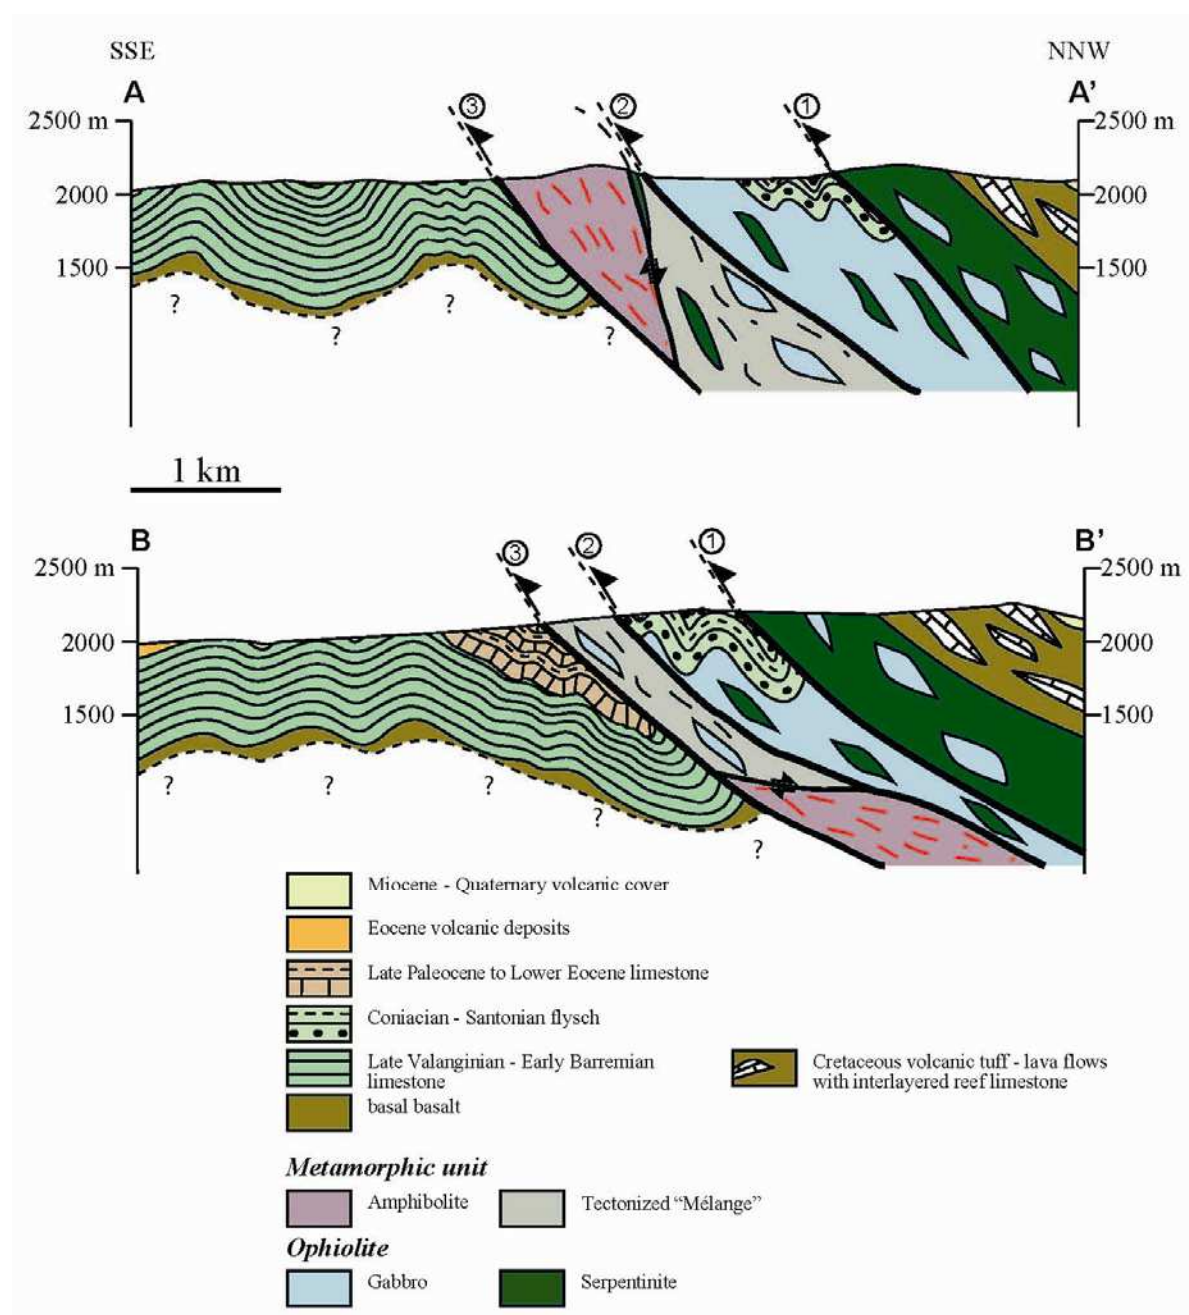 SSE NNW
A A’
③ ② ①
2500 m 2500 m
2000 2000
1500 1500
? ?
? ?
1 km
B B’
③ ② ①
2500 m 2500 m
2000 2000
1500 1500
? ? ?
?
?
Miocene - Quaternary volcanic cover
Eocene volcanic deposits
Late Paleocene to Lower Eocene limestone
Coniacian - Santonian flysch
Late Valanginian - Early Barremian
limestone
basal basalt
Cretaceous volcanic tuff - lava flows
with interlayered reef limestone
Metamorphic unit
Amphibolite Tectonized “Mélange”
Ophiolite
Gabbro Serpentinite